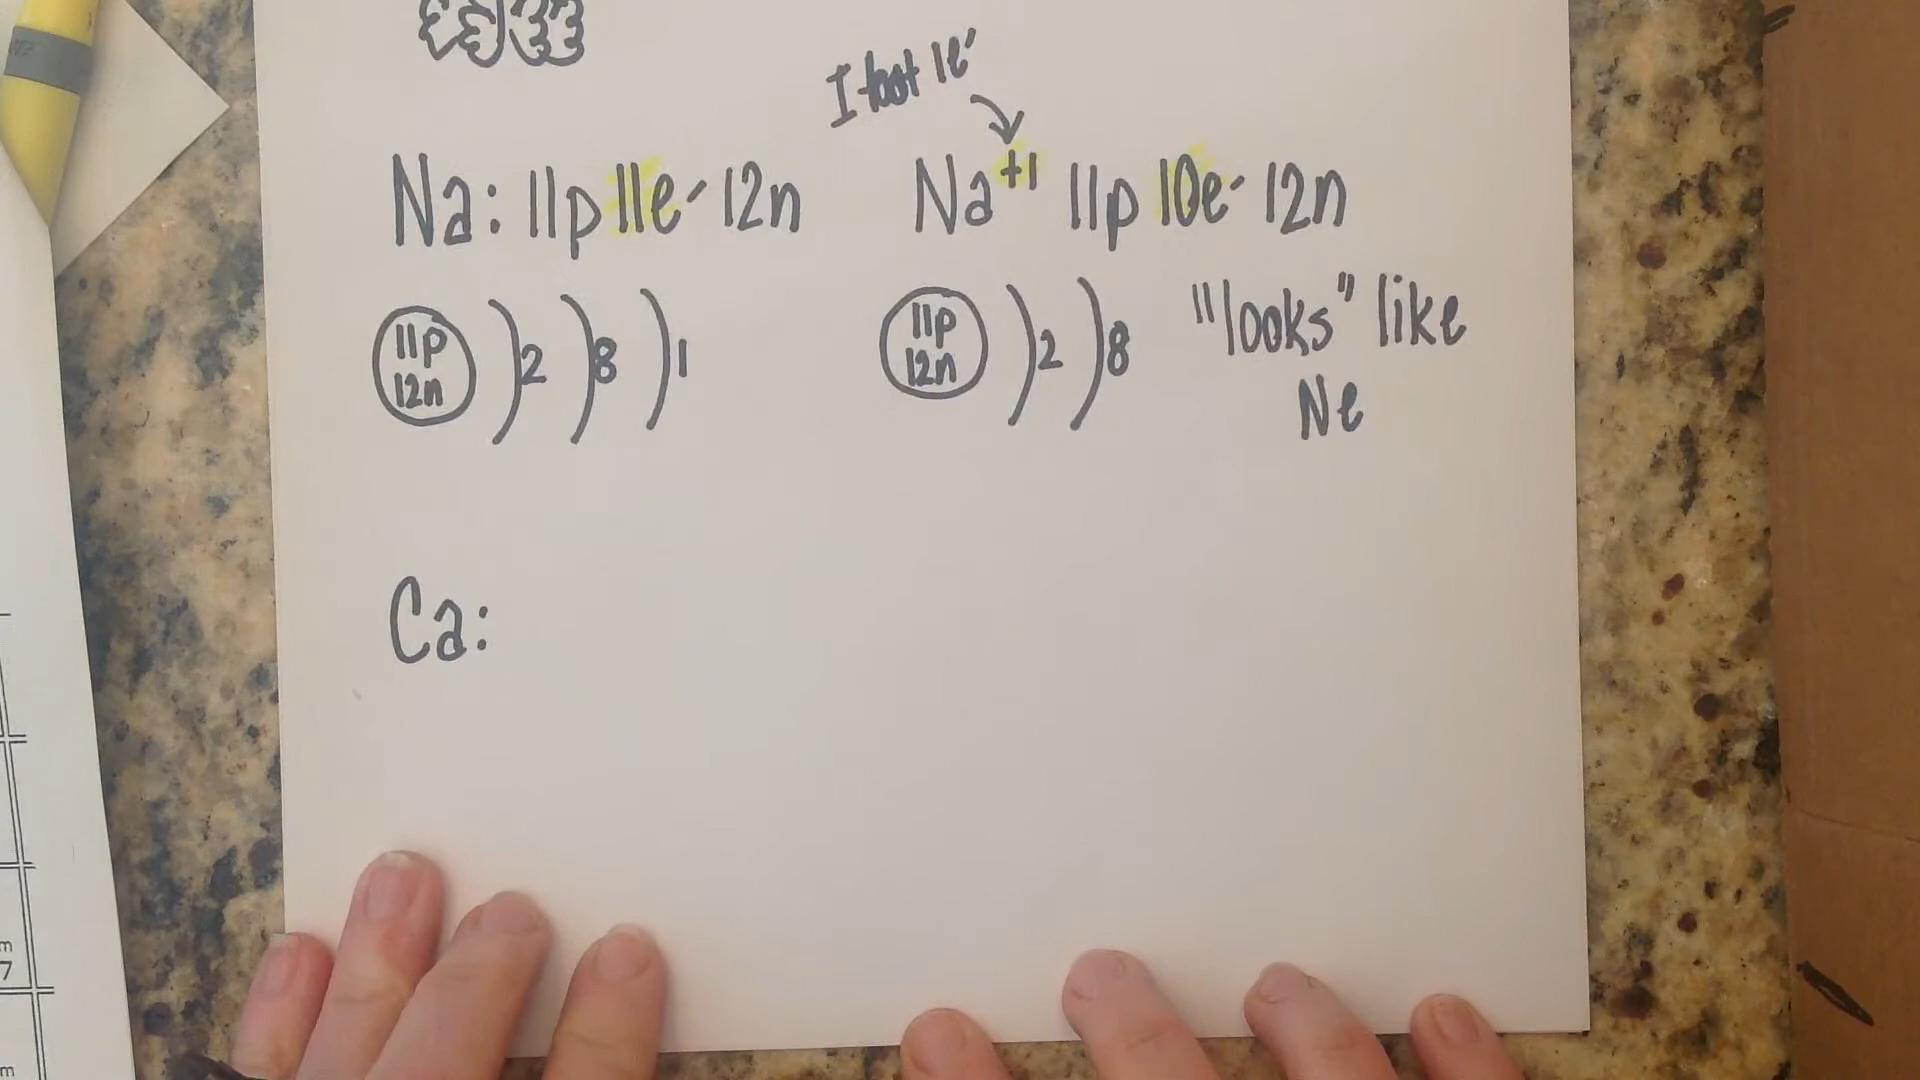 I lost 1e-
Na: 11p 11e- 12n
Na+1 11p 10e- 12n
11p
12n
2 8 1
11p
12n
2 8
"looks" like
Ne
Ca:
m
7
m